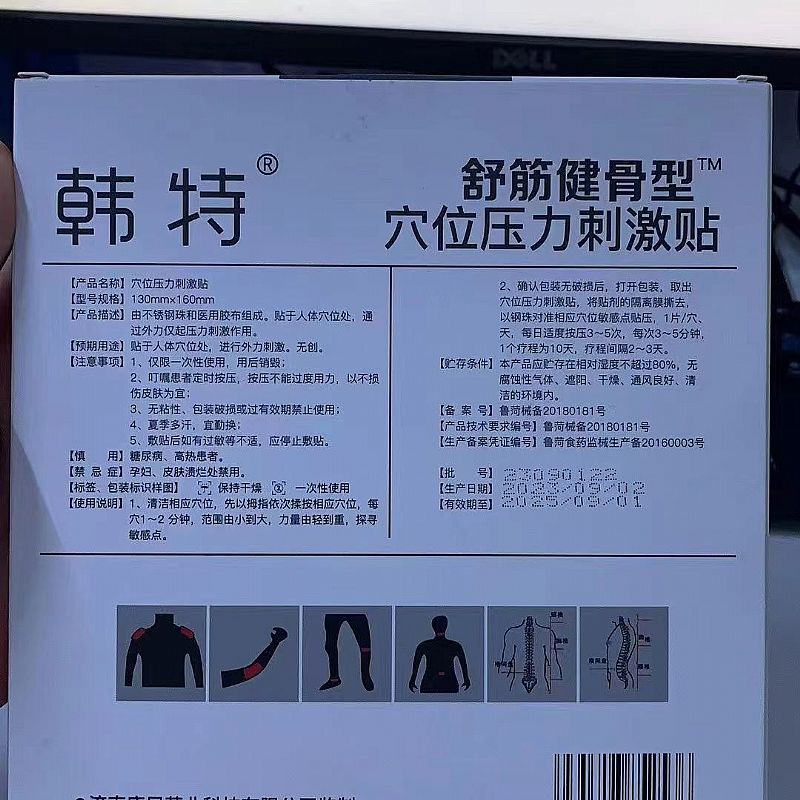 DELL
韩特®
舒筋健骨型™
穴位压力刺激贴
【产品名称】穴位压力刺激贴
【型号规格】130mm×160mm
【产品描述】由不锈钢珠和医用胶布组成。贴于人体穴位处，通
过外力仅起压力刺激作用。
【预期用途】贴于人体穴位处，进行外力刺激。无创。
【注意事项】1、仅限一次性使用，用后销毁；
2、叮嘱患者定时按压，按压不能过度用力，以不损
伤皮肤为宜；
3、无粘性、包装破损或过有效期禁止使用；
4、夏季多汗，宜勤换；
5、敷贴后如有过敏等不适，应停止敷贴。
【慎 用】糖尿病、高热患者。
【禁 忌 症】孕妇、皮肤溃烂处禁用。
【标签、包装标识样图】 保持干燥 一次性使用
【使用说明】1、清洁相应穴位，先以拇指依次揉按相应穴位，每
穴1～2 分钟，范围由小到大，力量由轻到重，探寻
敏感点。
2、确认包装无破损后，打开包装，取出
穴位压力刺激贴，将贴剂的隔离膜撕去，
以钢珠对准相应穴位敏感点贴压，1片/穴、
天，每日适度按压3～5次，每次3～5分钟，
1个疗程为10天，疗程间隔2～3天。
【贮存条件】本产品应贮存在相对湿度不超过80%，无
腐蚀性气体、遮阳、干燥、通风良好、清
洁的环境内。
【备 案 号】鲁菏械备20180181号
【产品技术要求编号】鲁菏械备20180181号
【生产备案凭证编号】鲁菏食药监械生产备20160003号
【批 号】23090122
【生产日期】2023/09/02
【有效期至】2025/09/01